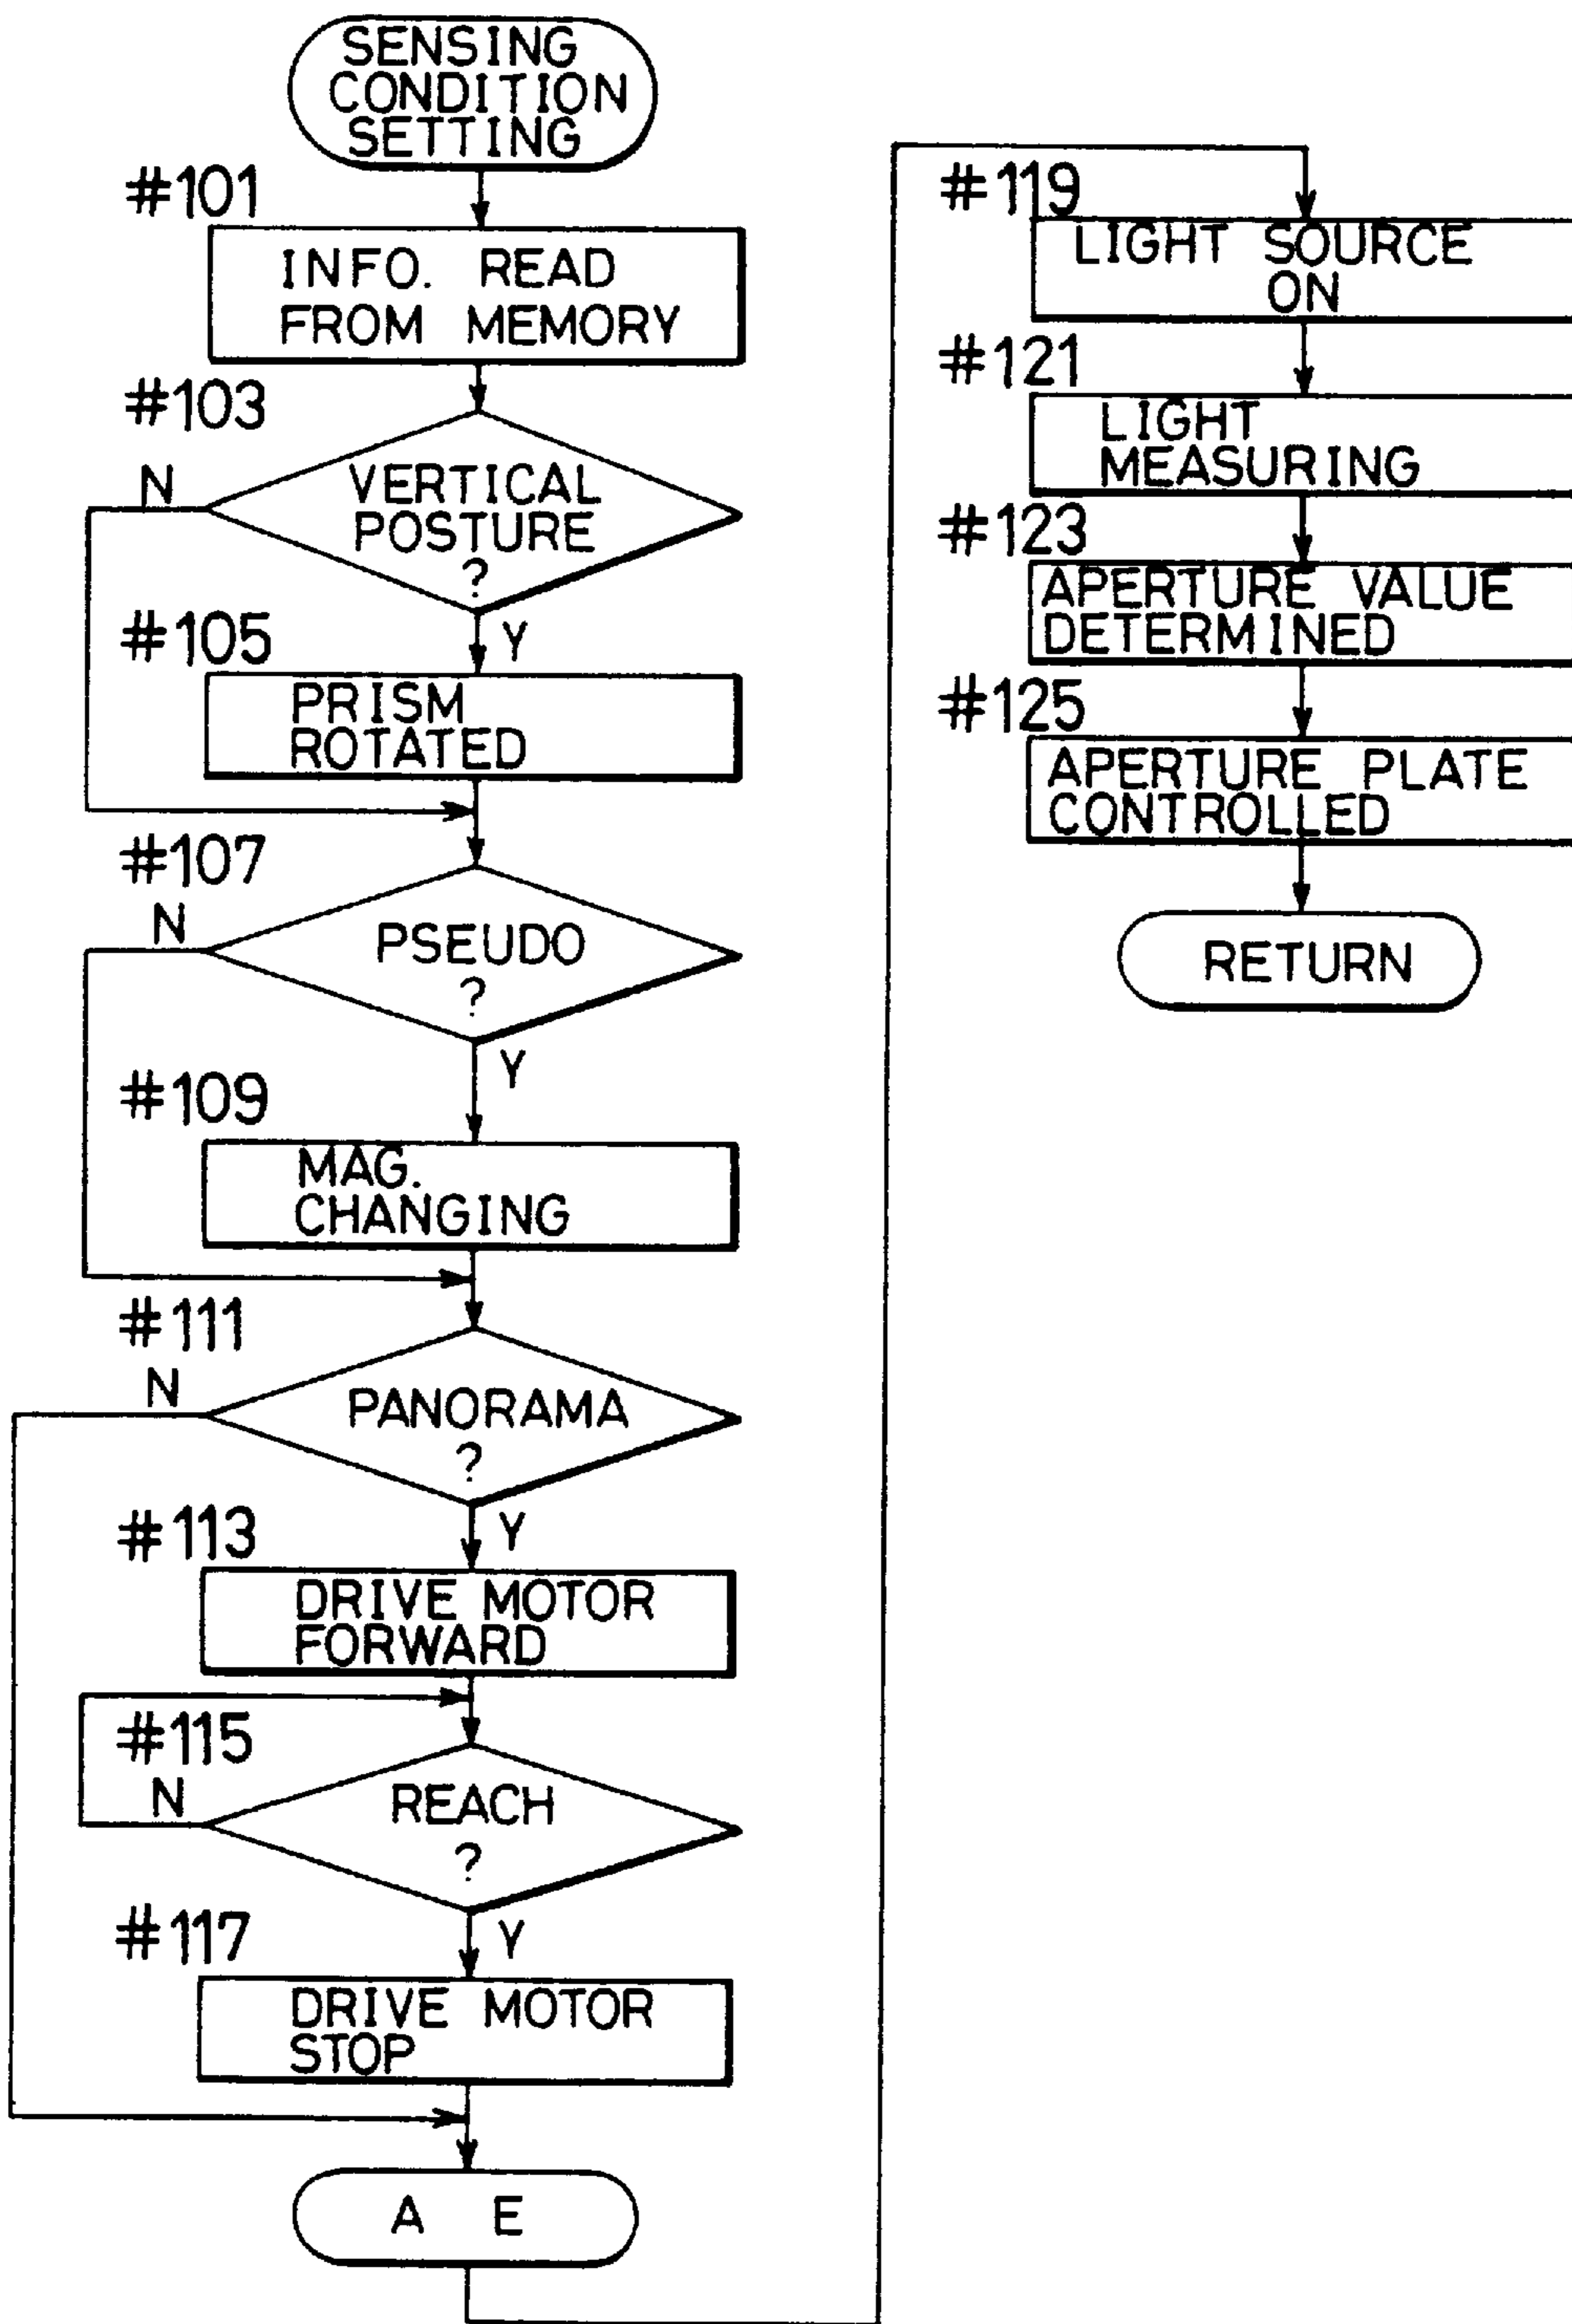 SENSING
CONDITION
SETTING
#101
INFO. READ
FROM MEMORY
#103
N
VERTICAL
POSTURE
?
Y
#105
PRISM
ROTATED
#107
N
PSEUDO
?
Y
#109
MAG.
CHANGING
#111
N
PANORAMA
?
Y
#113
DRIVE MOTOR
FORWARD
#115
N
REACH
?
Y
#117
DRIVE MOTOR
STOP
A E
#119
LIGHT SOURCE
ON
#121
LIGHT
MEASURING
#123
APERTURE VALUE
DETERMINED
#125
APERTURE PLATE
CONTROLLED
RETURN